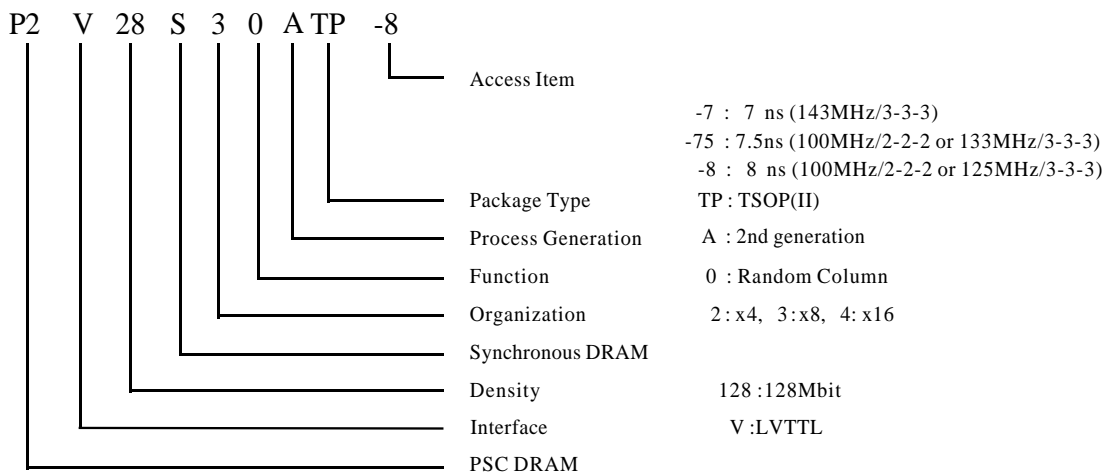 P2 V 28 S 3 0 A TP -8
Access Item
-7 : 7 ns (143MHz/3-3-3)
-75 : 7.5ns (100MHz/2-2-2 or 133MHz/3-3-3)
-8 : 8 ns (100MHz/2-2-2 or 125MHz/3-3-3)
Package Type TP : TSOP(II)
Process Generation A : 2nd generation
Function 0 : Random Column
Organization 2 : x4, 3 : x8, 4 : x16
Synchronous DRAM
Density 128 :128Mbit
Interface V :LVTTL
PSC DRAM